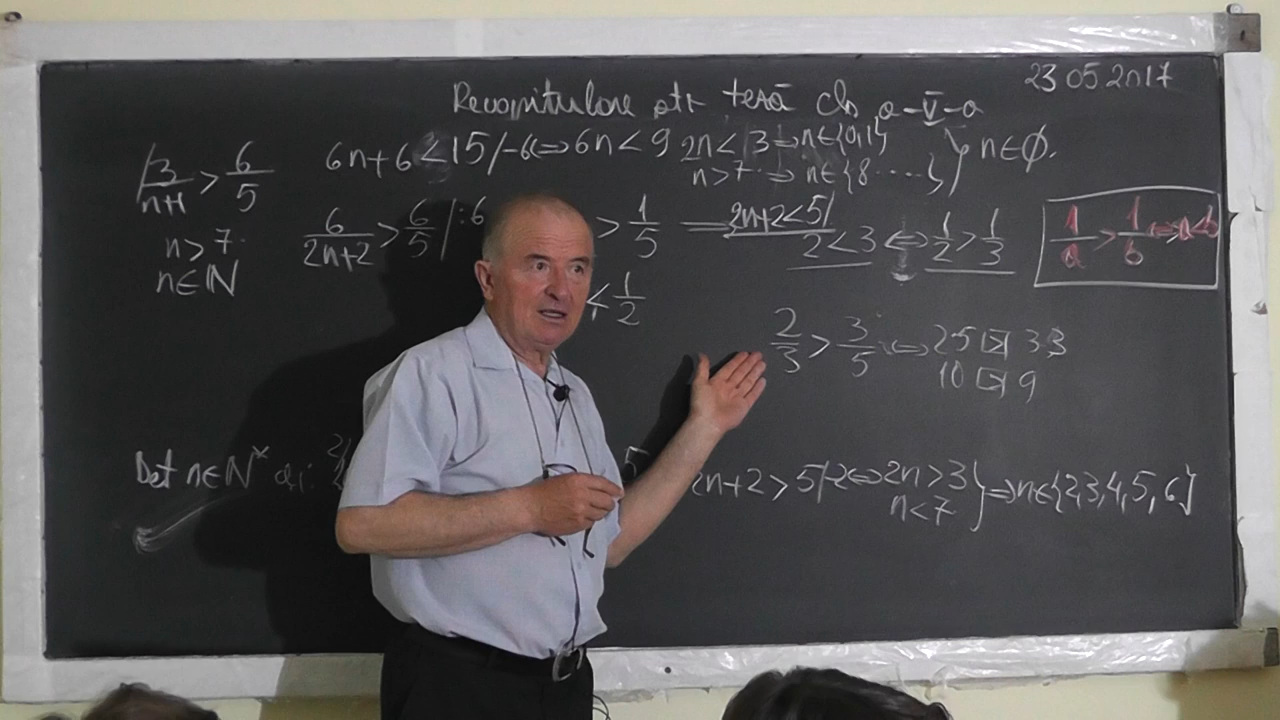 23 05 2017
Recapitulare ptr teză cls a-V-a
3/(n+1) > 6/5
6n+6<15/-6⇔6n<9 2n<3⇒n∈{0,1}
n>7 ⇒ n∈{8.....} } n∈∅.
n>7
n∈ℕ
6/(2n+2) > 6/5 /:6 > 1/5 ⇒ 2n+2<5/
2<3 ⇔ 1/2 > 1/3
1/a > 1/b ⇔ a<b
< 1/2
2/3 > 3/5 ⇔ 2·5 > 3·3
10 > 9
Det n∈ℕ* a.i: 5 2n+2>5/-2⇔2n>3
n<7 } ⇒ n∈{2,3,4,5,6}